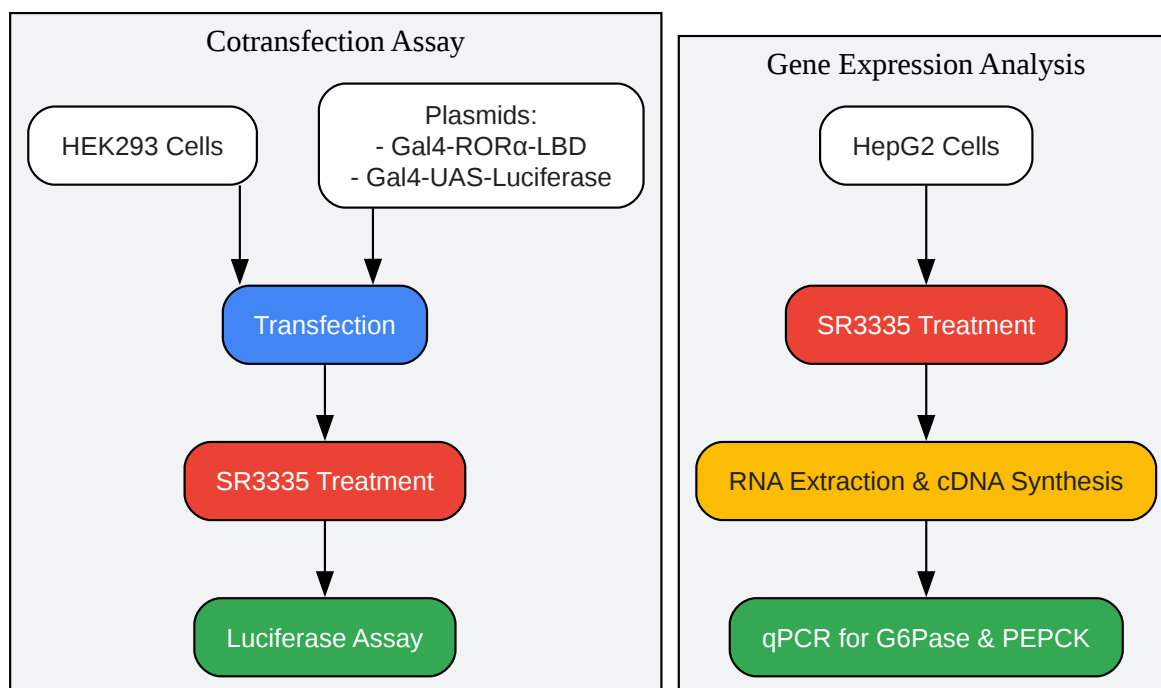 Cotransfection Assay
HEK293 Cells
Plasmids:
- Gal4-RORα-LBD
- Gal4-UAS-Luciferase
Transfection
SR3335 Treatment
Luciferase Assay
Gene Expression Analysis
HepG2 Cells
SR3335 Treatment
RNA Extraction & cDNA Synthesis
qPCR for G6Pase & PEPCK